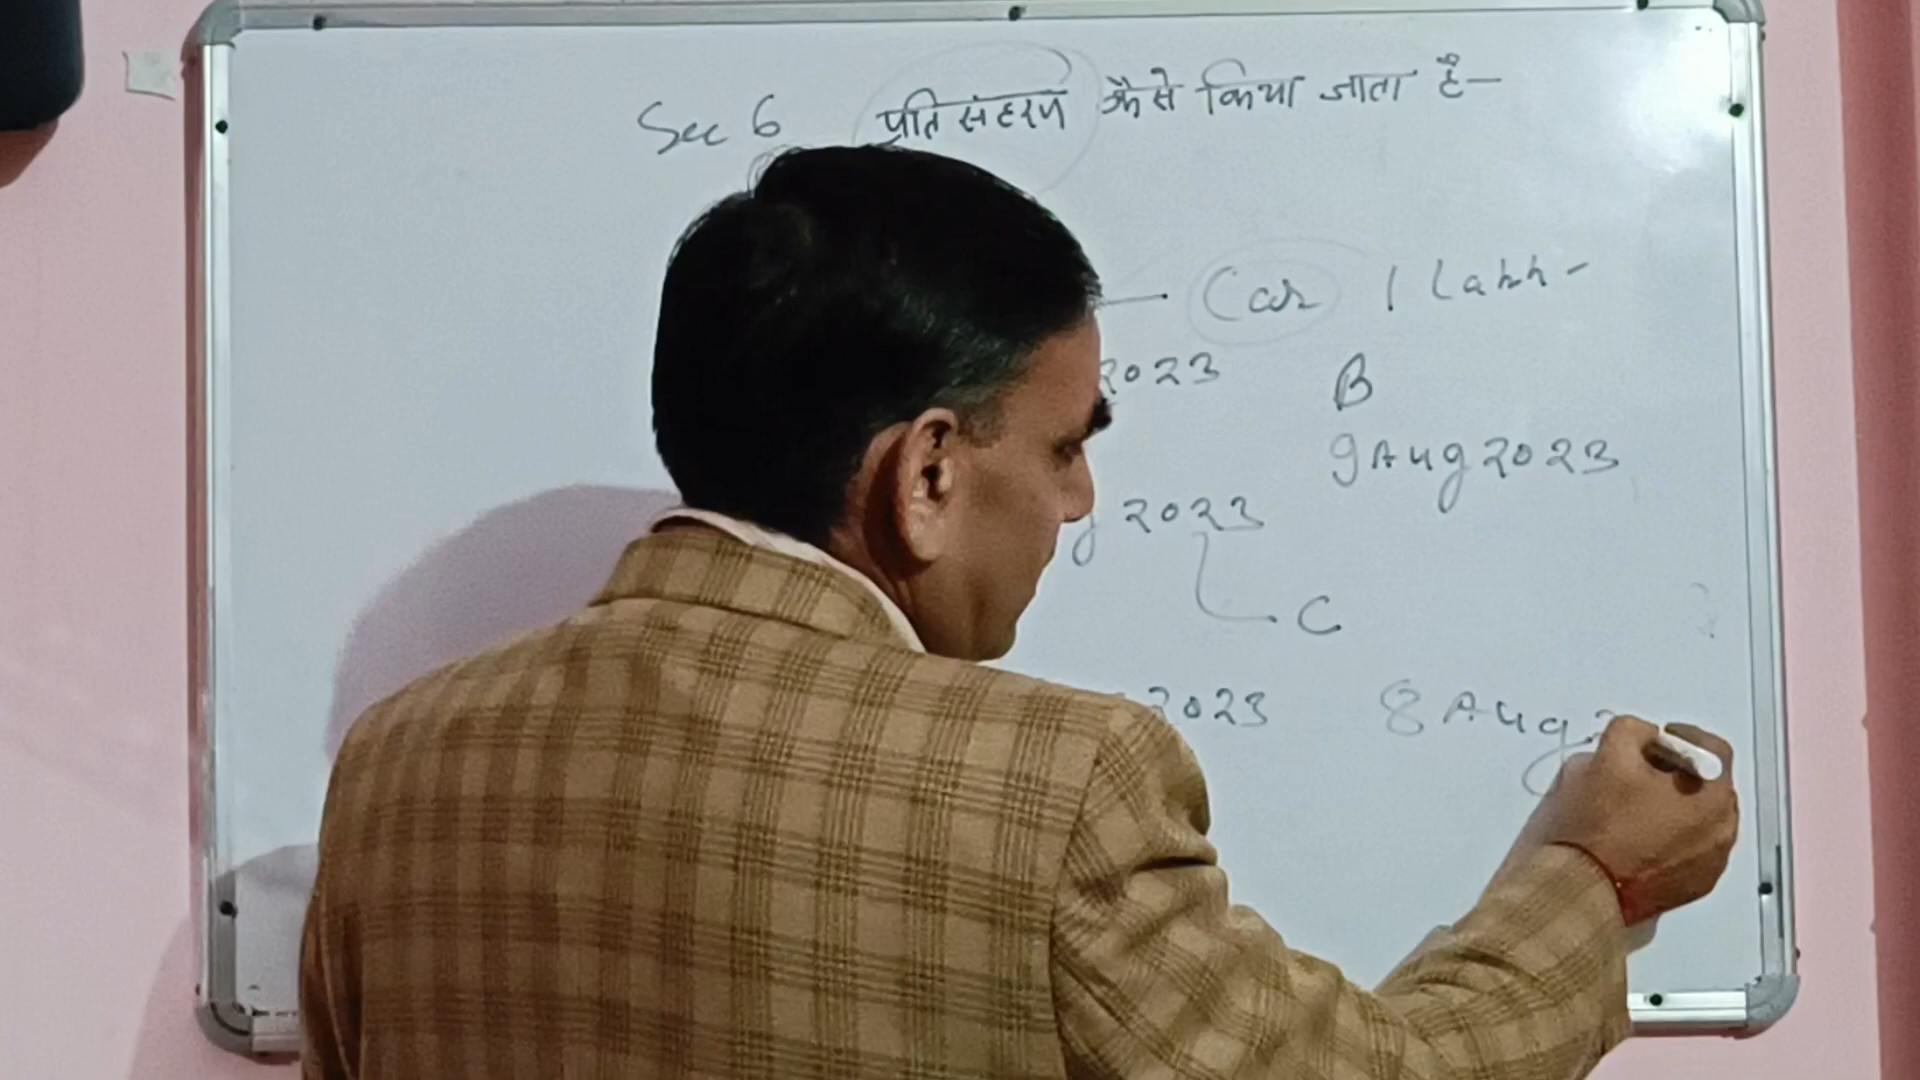 Sec 6 प्रतिसंहरण कैसे किया जाता है-
Car 1 Lakh -
2023 B
9 Aug 2023
g 2023
C
2023 8 Aug